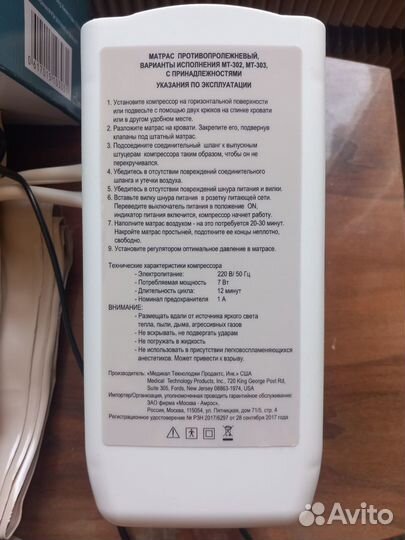 МАТРАС ПРОТИВОПРОЛЕЖНЕВЫЙ,
ВАРИАНТЫ ИСПОЛНЕНИЯ МТ-302, МТ-303,
С ПРИНАДЛЕЖНОСТЯМИ
УКАЗАНИЯ ПО ЭКСПЛУАТАЦИИ
1. Установите компрессор на горизонтальной поверхности
или подвесьте с помощью двух крюков на спинке кровати
или в другом удобном месте.
2. Разложите матрас на кровати. Закрепите его, подвернув
клапаны под штатный матрас.
3. Подсоедините соединительный шланг к выпускным
штуцерам компрессора таким образом, чтобы он не
перекручивался.
4. Убедитесь в отсутствии повреждений соединительного
шланга и утечки воздуха.
5. Убедитесь в отсутствии повреждений шнура питания и вилки.
6. Вставьте вилку шнура питания в розетку питающей сети.
Переведите выключатель питания в положение ON,
индикатор питания включится, компрессор начнет работу.
7. Наполните матрас воздухом - на это потребуется 20-30 минут.
Накройте матрас простыней, подоткните ее концы неплотно,
свободно.
9. Установите регулятором оптимальное давление в матрасе.
Технические характеристики компрессора
- Электропитание: 220 В/ 50 Гц
- Потребляемая мощность 7 Вт
- Длительность цикла: 12 минут
- Номинал предохранителя 1 А
ВНИМАНИЕ:
- Размещать вдали от источника яркого света
тепла, пыли, дыма, агрессивных газов
- Не вскрывать и не подвергать ударам
- Не погружать в жидкость
- Не использовать в присутствии легковоспламеняющихся
анестетиков. Может привести к взрыву.
Производитель: «Медикал Текнолоджи Продактс, Инк.» США
Medical Technology Products, Inc., 720 King George Post Rd,
Suite 305, Fords, New Jersey 08863-1974, USA
Импортер/Организация, уполномоченная проводить гарантийное обслуживание:
ЗАО фирма «Москва - Амрос»,
Россия, Москва, 115054, ул. Пятницкая, дом 71/5, стр. 4
Регистрационное удостоверение № РЗН 2017/6297 от 28 сентября 2017 года
Avito